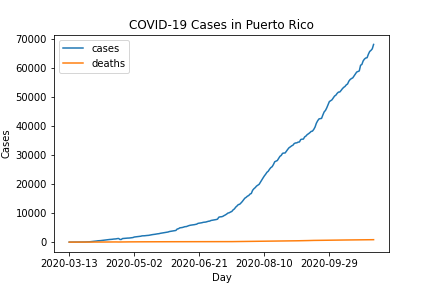 COVID-19 Cases in Puerto Rico
cases
deaths
70000
60000
50000
40000
30000
20000
10000
0
Cases
2020-03-13 2020-05-02 2020-06-21 2020-08-10 2020-09-29
Day